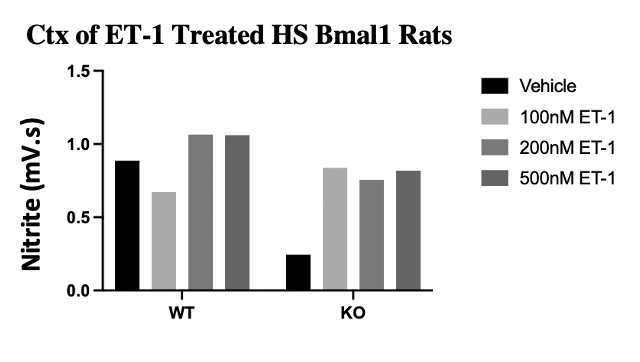 Ctx of ET-1 Treated HS Bmal1 Rats
Nitrite (mV.s)
1.5
1.0
0.5
0.0
WT
KO
Vehicle
100nM ET-1
200nM ET-1
500nM ET-1